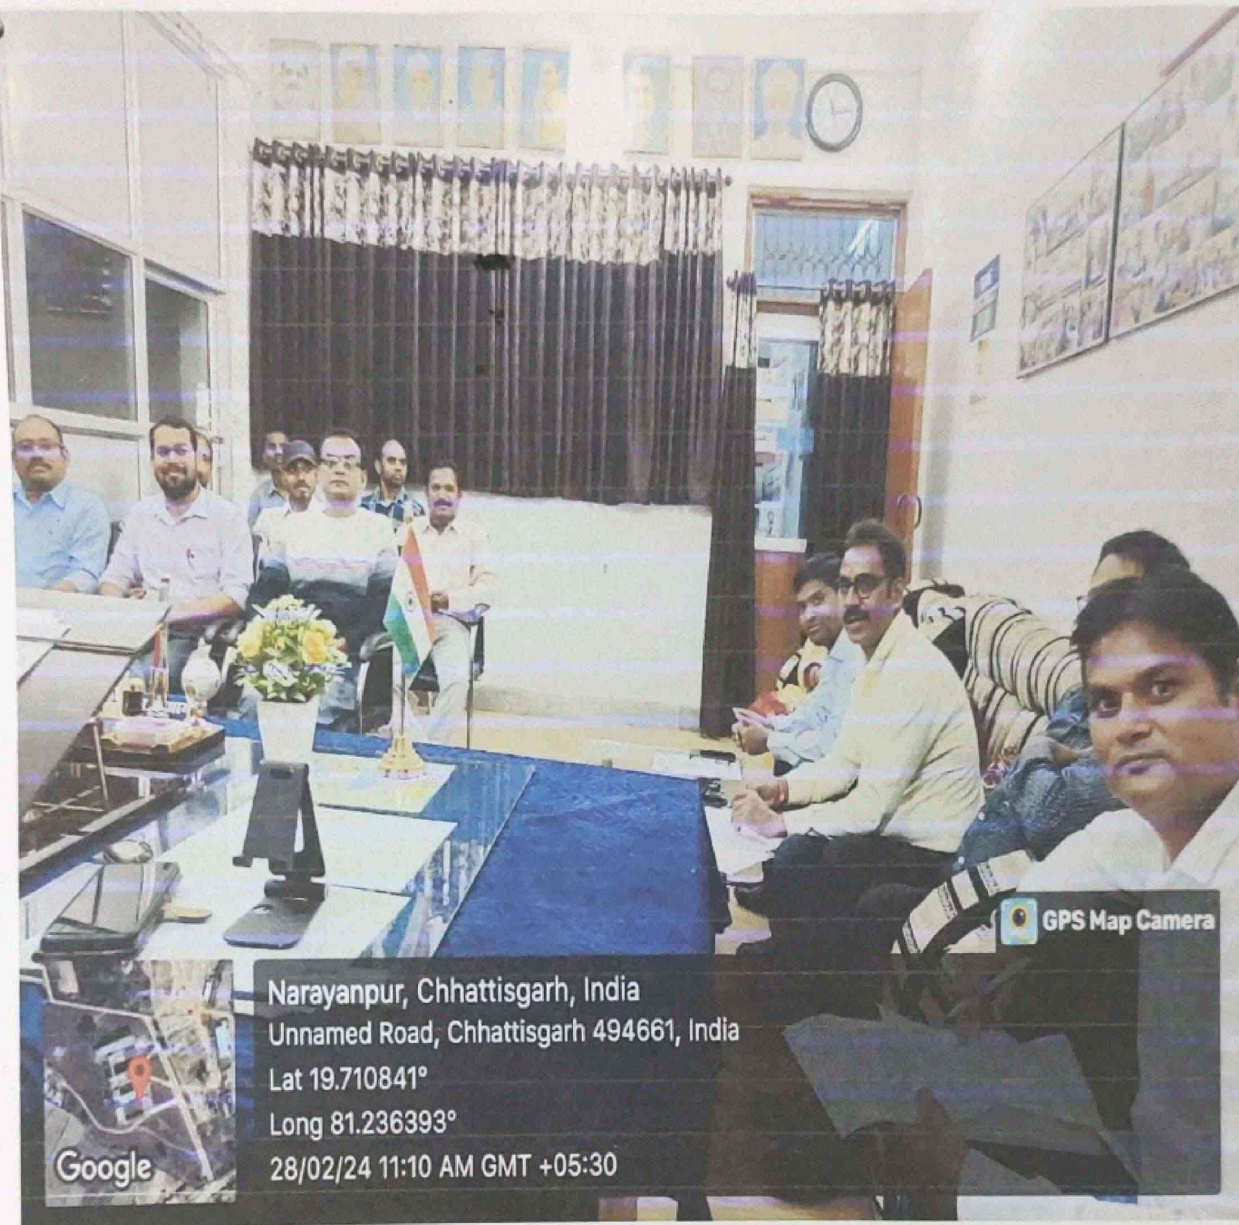 GPS Map Camera
Narayanpur, Chhattisgarh, India
Unnamed Road, Chhattisgarh 494661, India
Lat 19.710841°
Long 81.236393°
28/02/24 11:10 AM GMT +05:30
Google